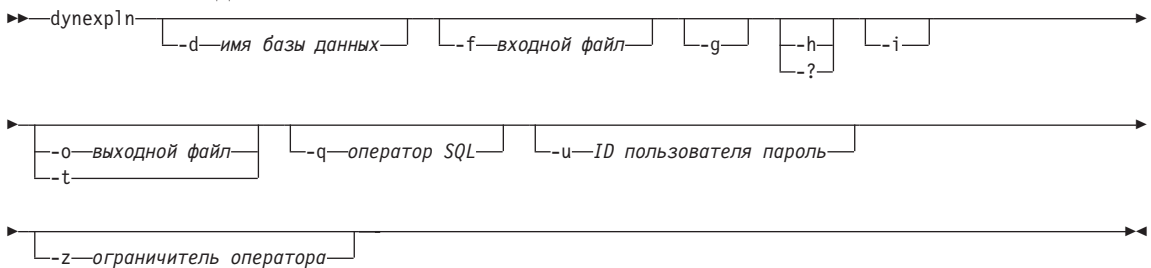 dynexpln
-d имя базы данных -f входной файл -g -h -i
-?
-o выходной файл -q оператор SQL -u ID пользователя пароль
-t
-z ограничитель оператора